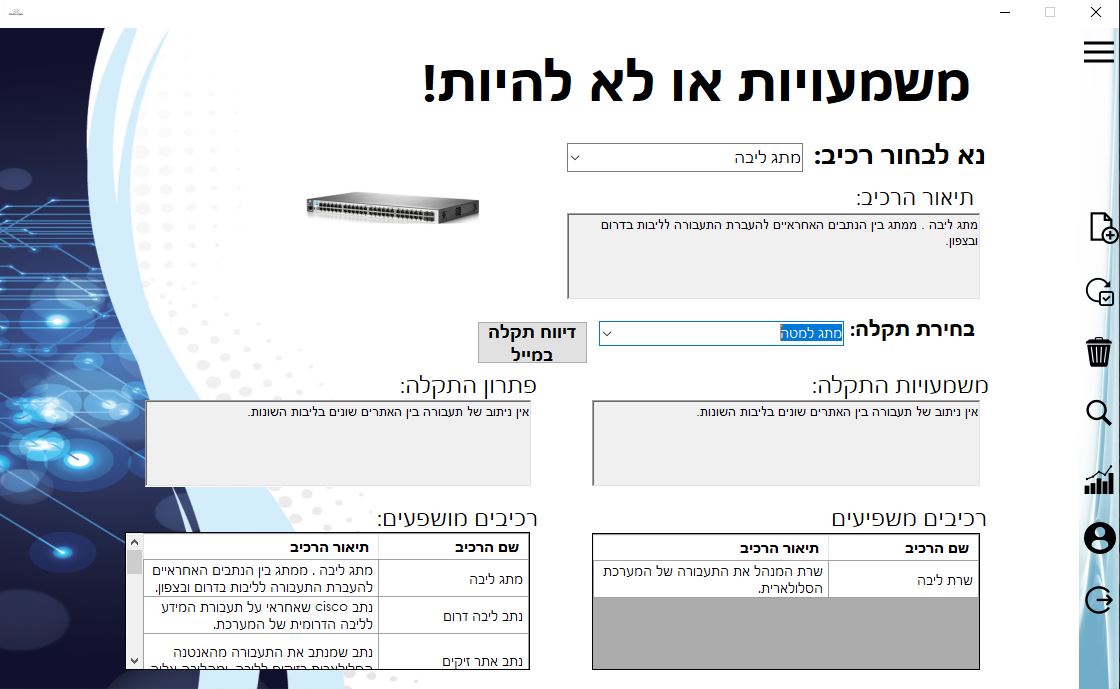 משמעויות או לא להיות!
נא לבחור רכיב:
מתג ליבה
תיאור הרכיב:
מתג ליבה . ממתג בין הנתבים האחראיים להעברת התעבורה לליבות בדרום
ובצפון.
בחירת תקלה:
מתג למטה
דיווח תקלה
במייל
משמעויות התקלה:
אין ניתוב של תעבורה בין האתרים שונים בליבות השונות.
פתרון התקלה:
אין ניתוב של תעבורה בין האתרים שונים בליבות השונות.
רכיבים משפיעים
שם הרכיב תיאור הרכיב
שרת ליבה
שרת המנהל את התעבורה של המערכת
הסלולארית.
רכיבים מושפעים:
שם הרכיב תיאור הרכיב
מתג ליבה
מתג ליבה . ממתג בין הנתבים האחראיים
להעברת התעבורה לליבות בדרום ובצפון.
נתב ליבה דרום
נתב cisco שאחראי על תעבורת המידע
לליבה הדרומית של המערכת.
נתב אתר זיקים
נתב שמנתב את התעבורה מהאנטנה